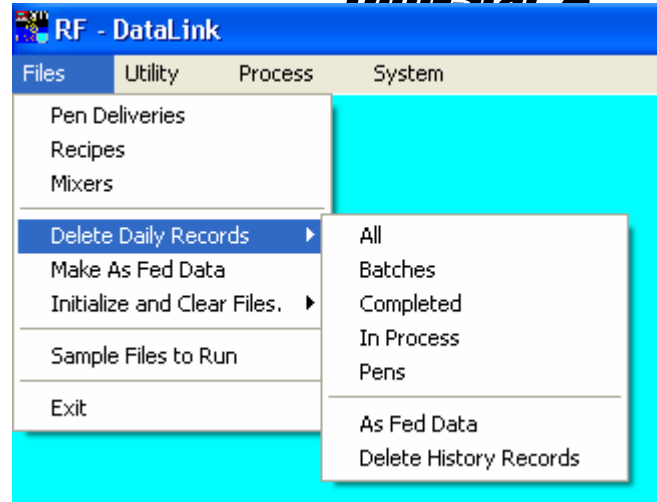 RF - DataLink
Files Utility Process System
Pen Deliveries
Recipes
Mixers
Delete Daily Records
Make As Fed Data
Initialize and Clear Files.
Sample Files to Run
Exit
All
Batches
Completed
In Process
Pens
As Fed Data
Delete History Records